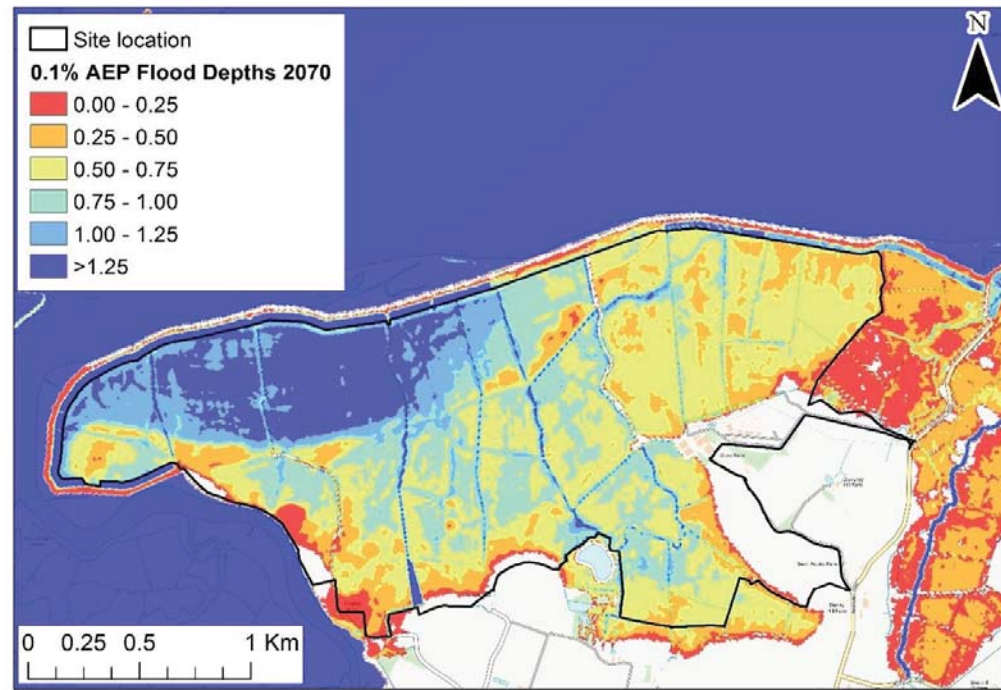 Site location
0.1% AEP Flood Depths 2070
0.00 - 0.25
0.25 - 0.50
0.50 - 0.75
0.75 - 1.00
1.00 - 1.25
>1.25
N
0 0.25 0.5 1 Km